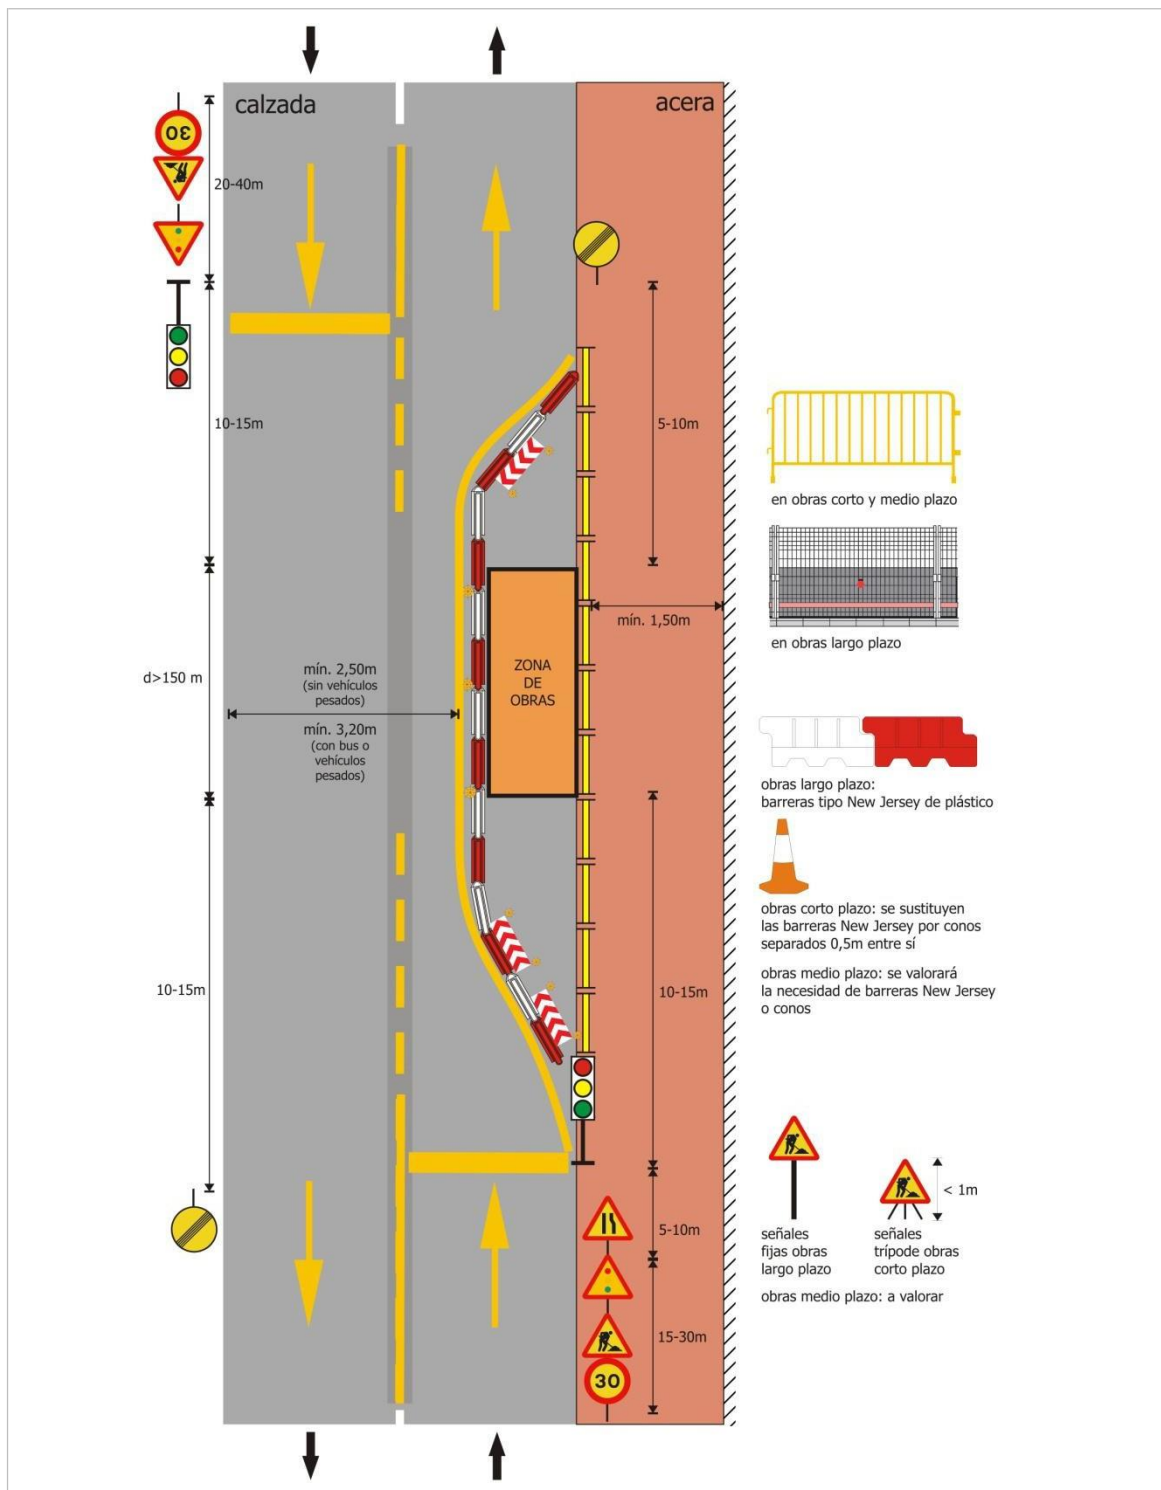 calzada
acera
30
20-40m
10-15m
5-10m
mín. 1,50m
d>150 m
mín. 2,50m
(sin vehículos
pesados)
mín. 3,20m
(con bus o
vehículos
pesados)
ZONA
DE
OBRAS
10-15m
10-15m
5-10m
15-30m
30
en obras corto y medio plazo
en obras largo plazo
obras largo plazo:
barreras tipo New Jersey de plástico
obras corto plazo: se sustituyen
las barreras New Jersey por conos
separados 0,5m entre sí
obras medio plazo: se valorará
la necesidad de barreras New Jersey
o conos
< 1m
señales
fijas obras
largo plazo
señales
trípode obras
corto plazo
obras medio plazo: a valorar